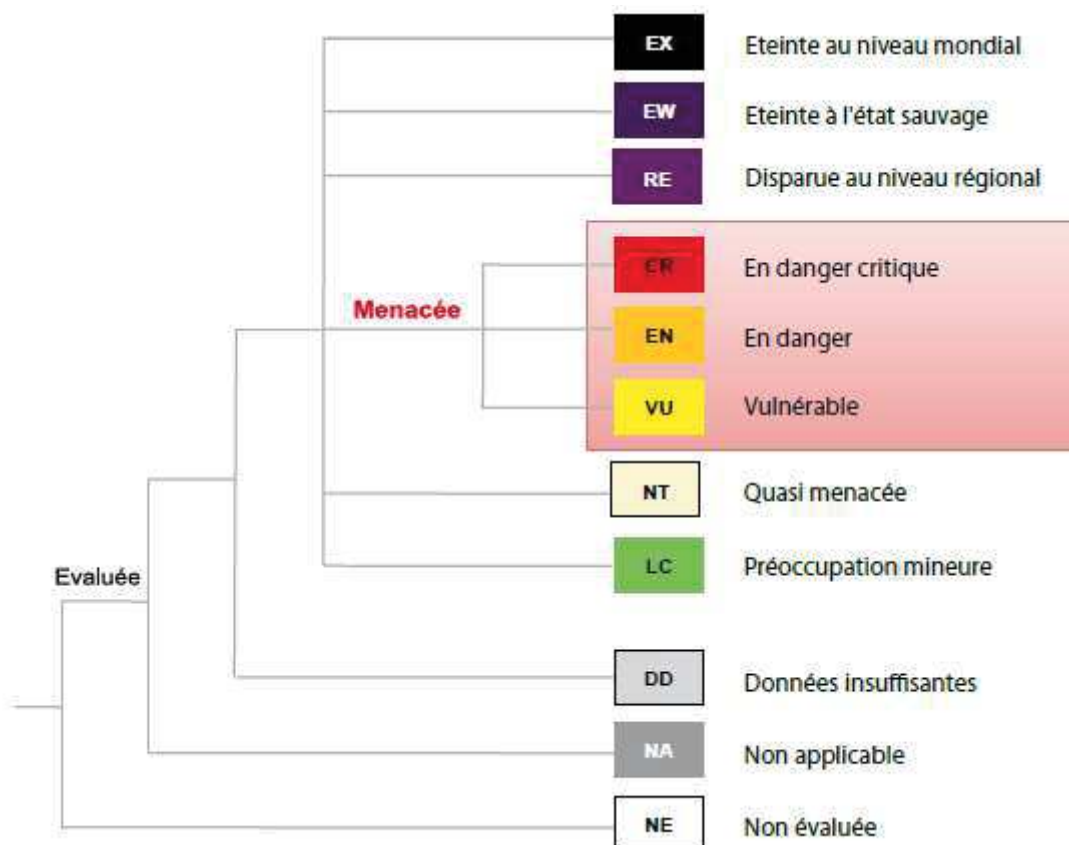 EX Eteinte au niveau mondial
EW Eteinte à l'état sauvage
RE Disparue au niveau régional
CR En danger critique
Menacée
EN En danger
VU Vulnérable
NT Quasi menacée
LC Préoccupation mineure
Evaluée
DD Données insuffisantes
NA Non applicable
NE Non évaluée